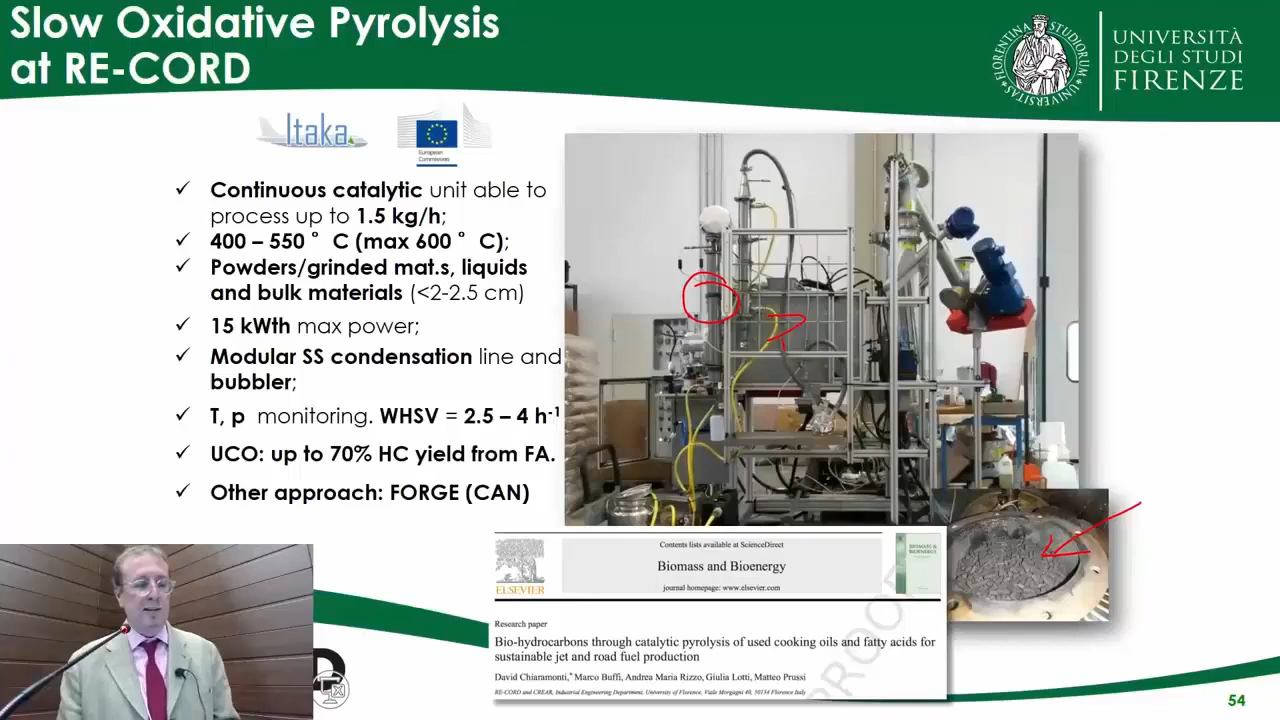 Slow Oxidative Pyrolysis
at RE-CORD
UNIVERSITÀ
DEGLI STUDI
FIRENZE
FLORENTINA STUDIORUM UNIVERSITAS
Itaka
European
Commission
✓ Continuous catalytic unit able to
process up to 1.5 kg/h;
✓ 400 – 550 ° C (max 600 ° C);
✓ Powders/grinded mat.s, liquids
and bulk materials (<2-2.5 cm)
✓ 15 kWth max power;
✓ Modular SS condensation line and
bubbler;
✓ T, p monitoring. WHSV = 2.5 – 4 h-1
✓ UCO: up to 70% HC yield from FA.
✓ Other approach: FORGE (CAN)
Contents lists available at ScienceDirect
Biomass and Bioenergy
journal homepage: www.elsevier.com
ELSEVIER
BIOMASS &
BIOENERGY
Research paper
Bio-hydrocarbons through catalytic pyrolysis of used cooking oils and fatty acids for
sustainable jet and road fuel production
David Chiaramonti,* Marco Buffi, Andrea Maria Rizzo, Giulia Lotti, Matteo Prussi
RE-CORD and CREAR, Industrial Engineering Department, University of Florence, Viale Morgagni 40, 50134 Florence Italy
54